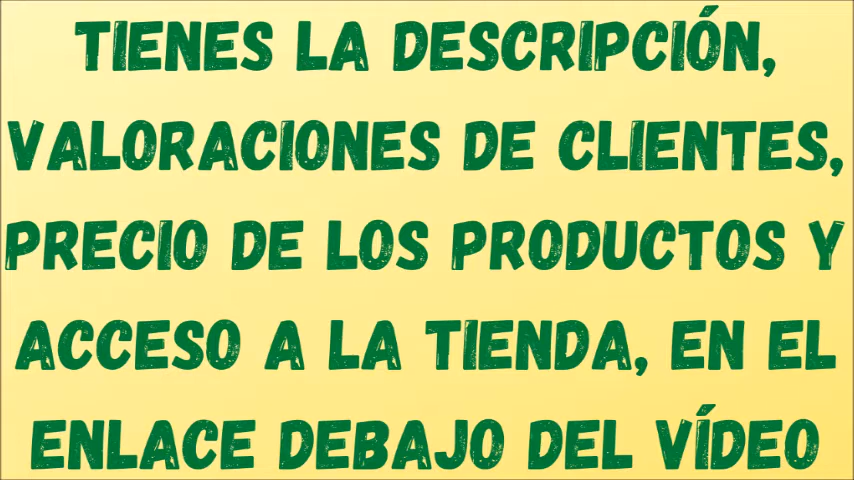 TIENES LA DESCRIPCIÓN,
VALORACIONES DE CLIENTES,
PRECIO DE LOS PRODUCTOS Y
ACCESO A LA TIENDA, EN EL
ENLACE DEBAJO DEL VÍDEO